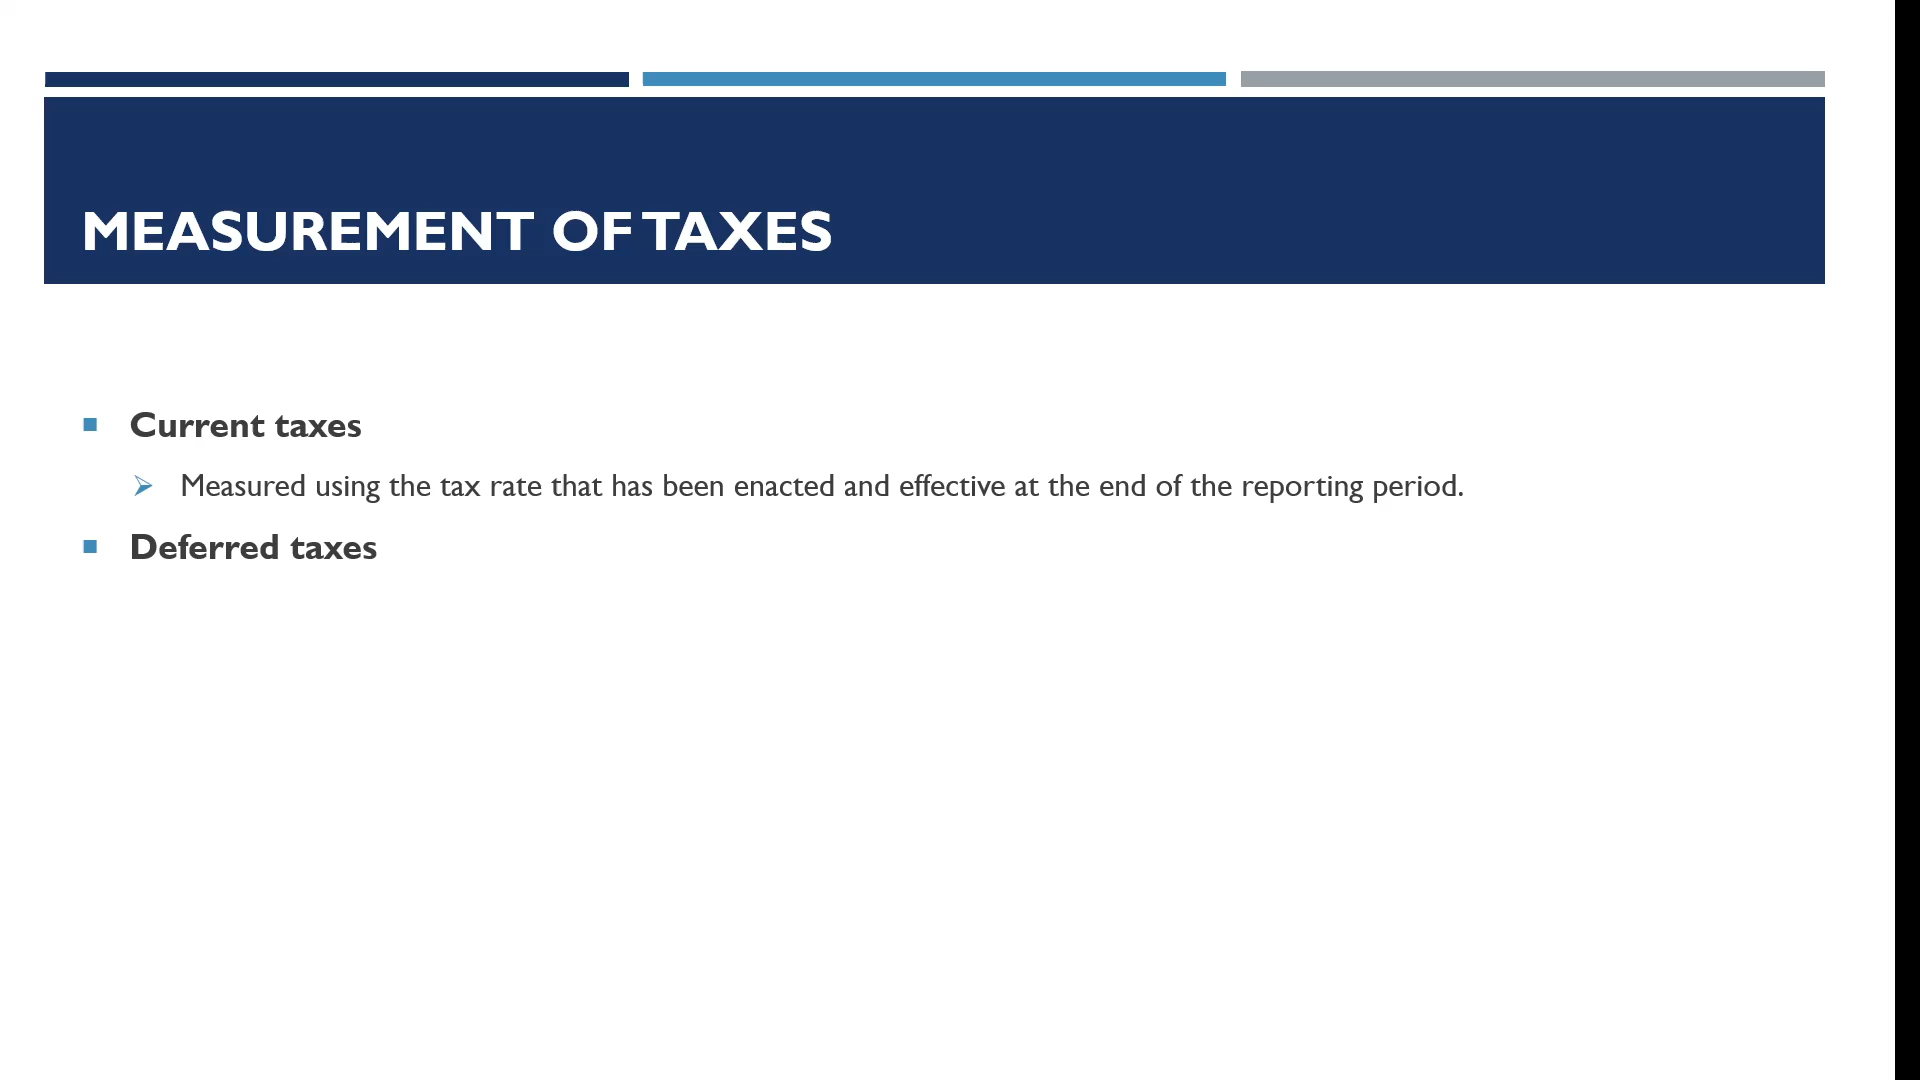 MEASUREMENT OF TAXES
Current taxes
Measured using the tax rate that has been enacted and effective at the end of the reporting period.
Deferred taxes